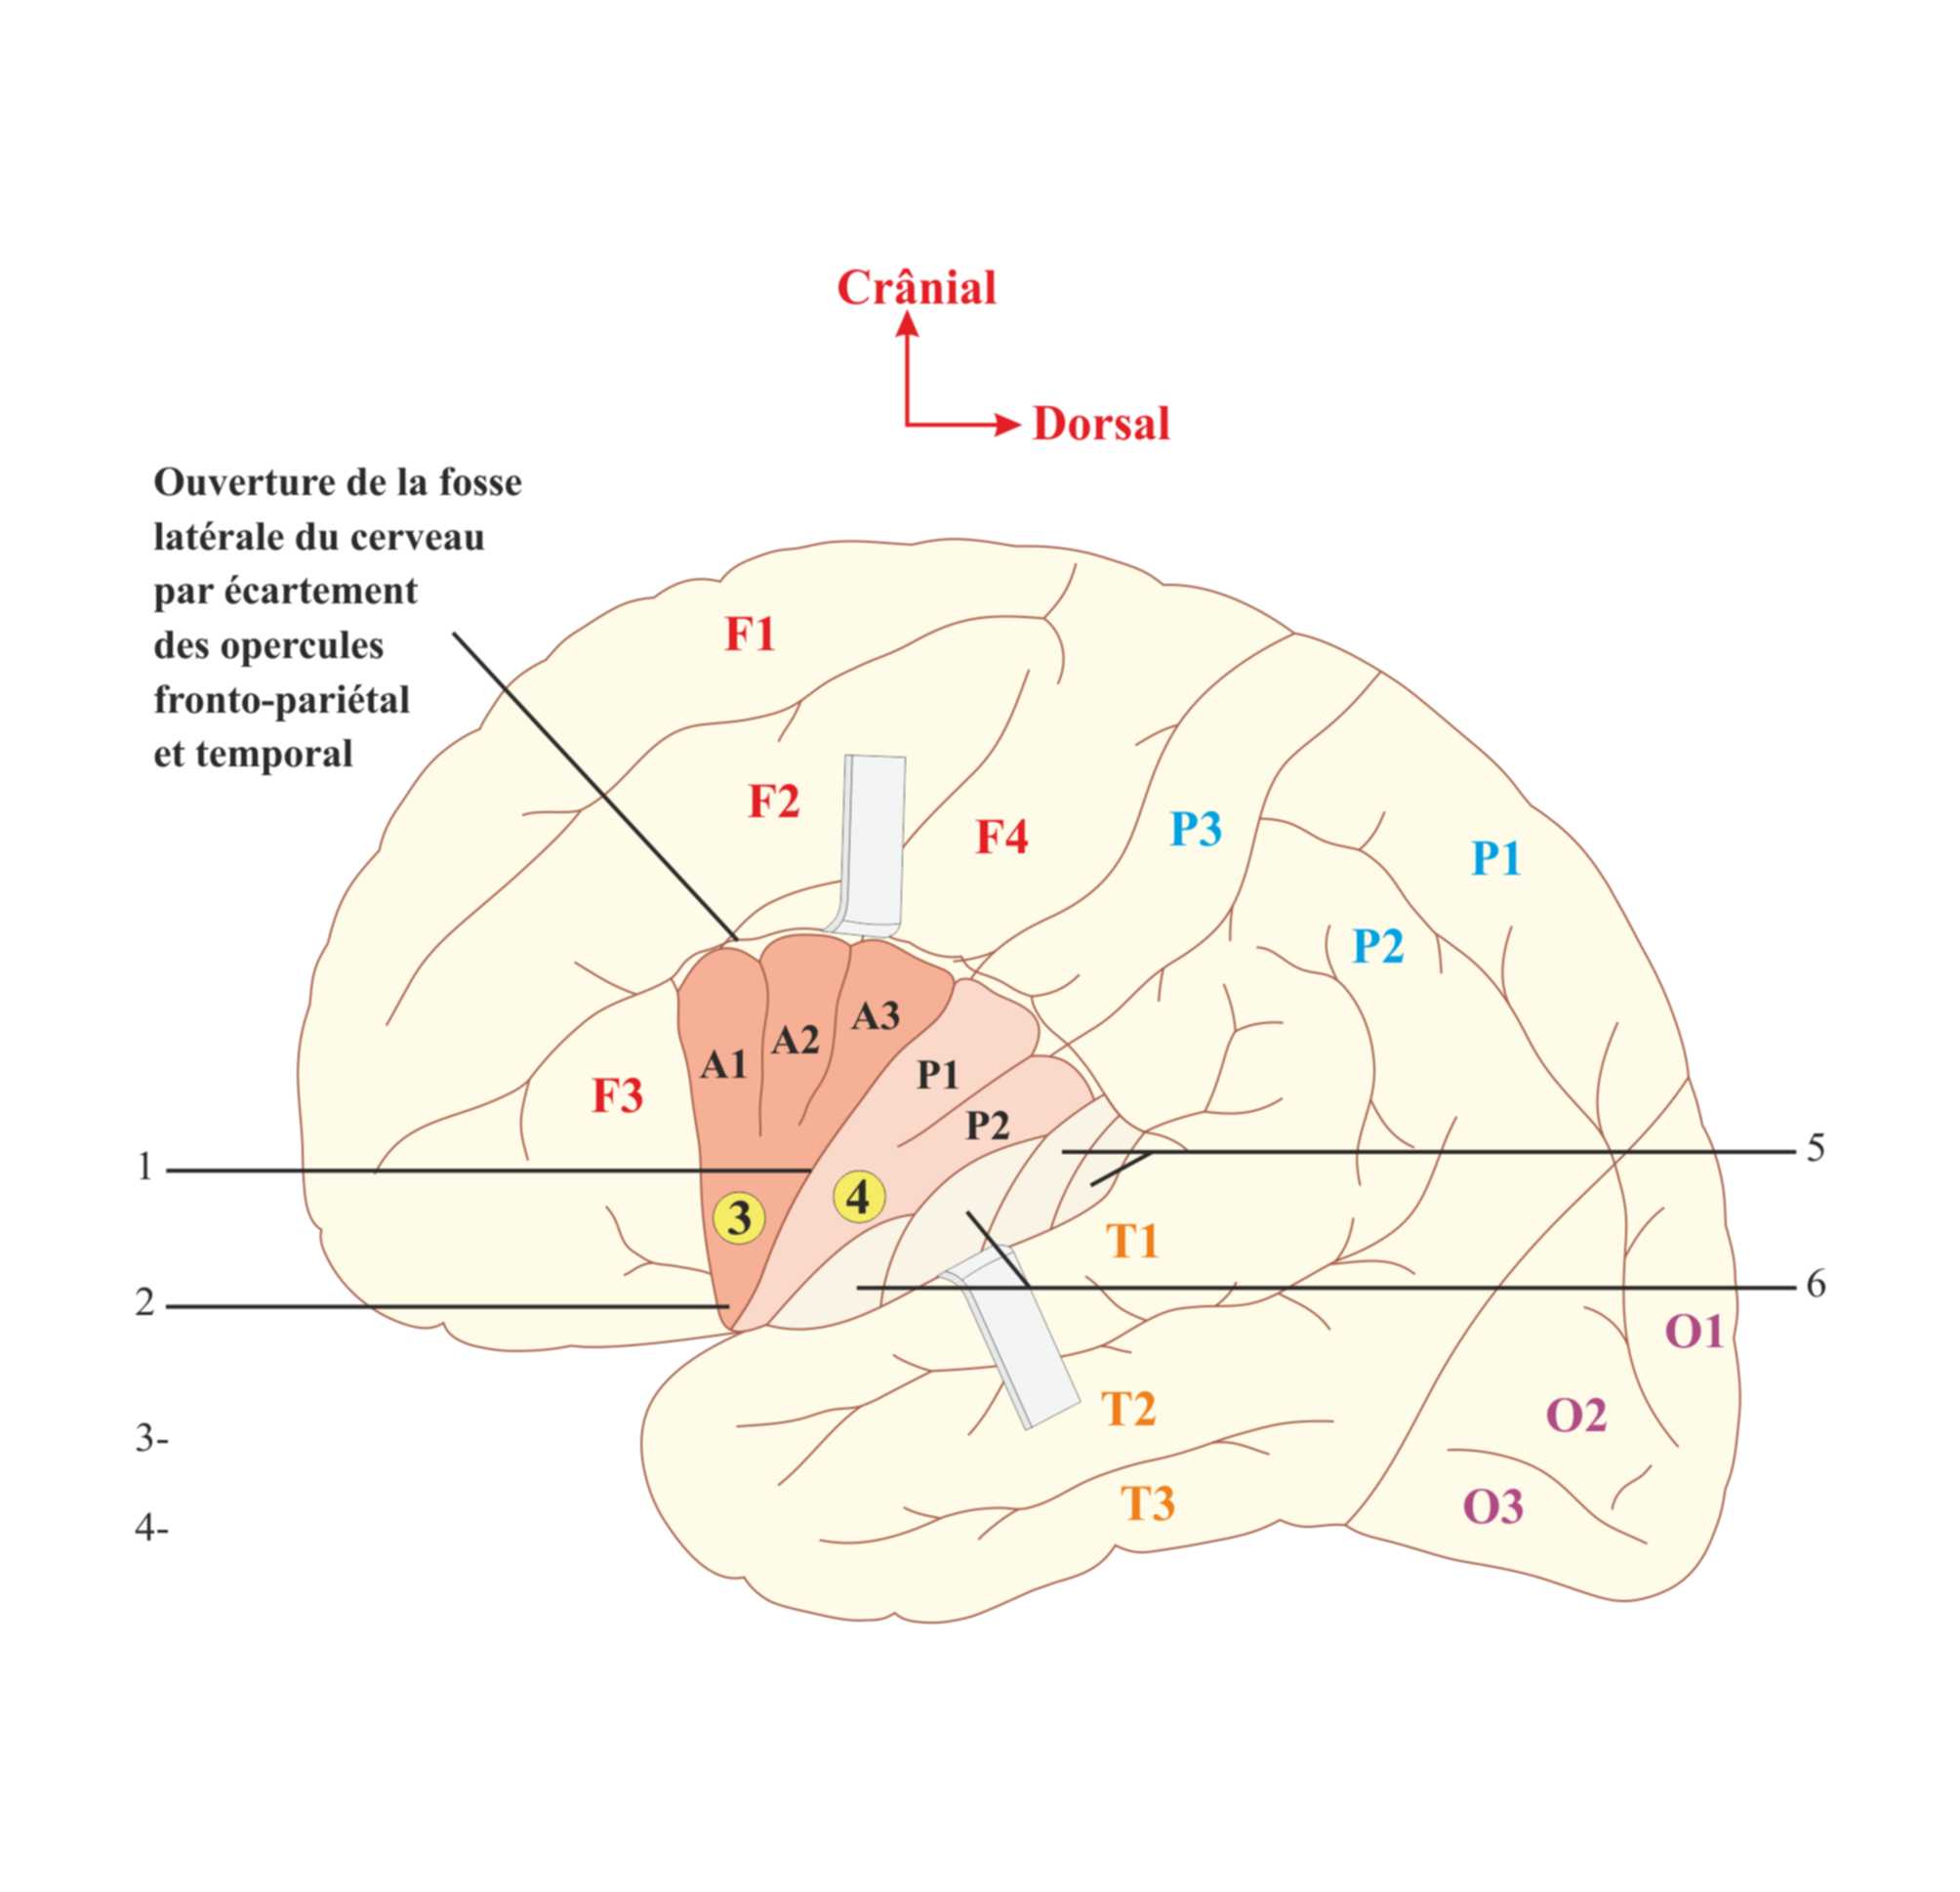 Crânial
Dorsal
Ouverture de la fosse
latérale du cerveau
par écartement
des opercules
fronto-pariétal
et temporal
F1
F2
F4
P3
P1
P2
A3
A2
A1
P1
F3
P2
5
1
4
3
T1
6
2
O1
T2
O2
3-
T3
O3
4-